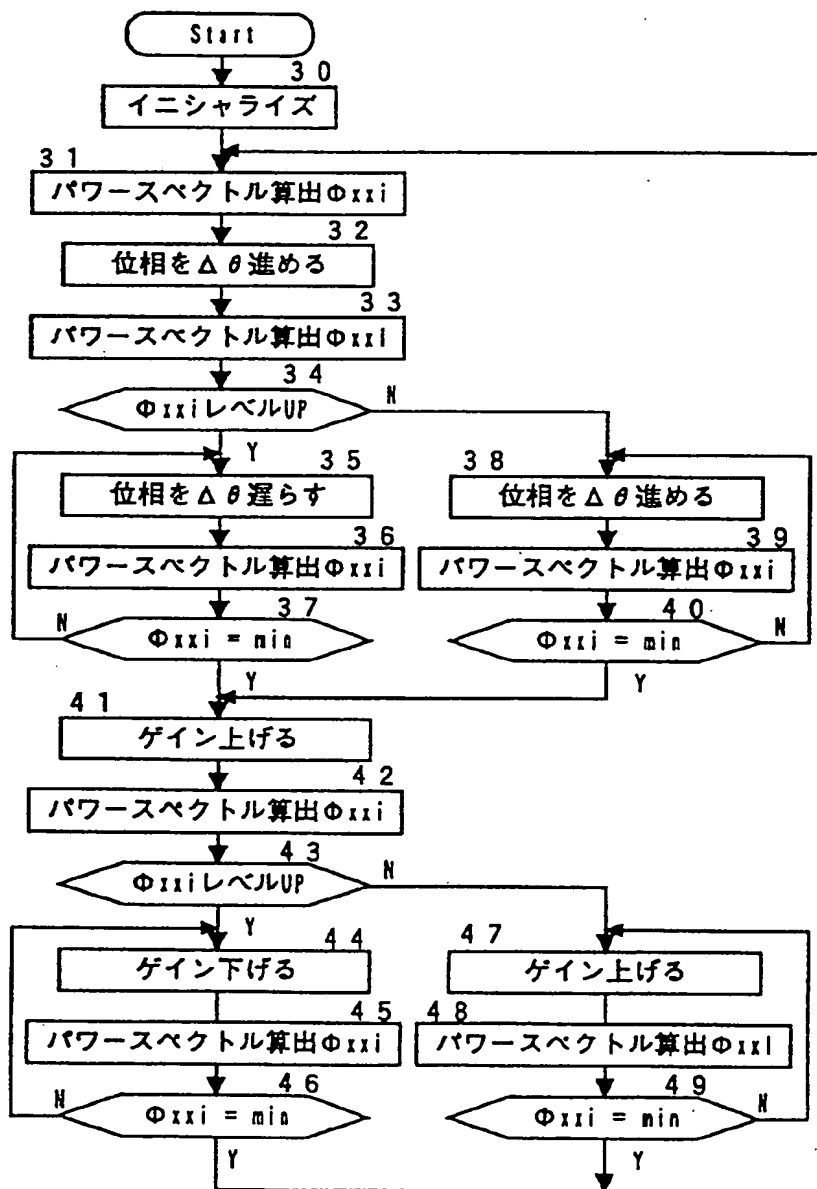 Start
30
イニシャライズ
31
パワースペクトル算出Φxxi
32
位相をΔθ進める
33
パワースペクトル算出Φxxi
34
ΦxxiレベルUP
N
Y
35
位相をΔθ遅らす
38
位相をΔθ進める
36
パワースペクトル算出Φxxi
39
パワースペクトル算出Φxxi
37
N
Φxxi = min
40
Φxxi = min
N
Y
Y
41
ゲイン上げる
42
パワースペクトル算出Φxxi
43
ΦxxiレベルUP
N
Y
44
ゲイン下げる
47
ゲイン上げる
45
パワースペクトル算出Φxxi
48
パワースペクトル算出Φxxl
46
N
Φxxi = min
49
Φxxi = min
N
Y
Y